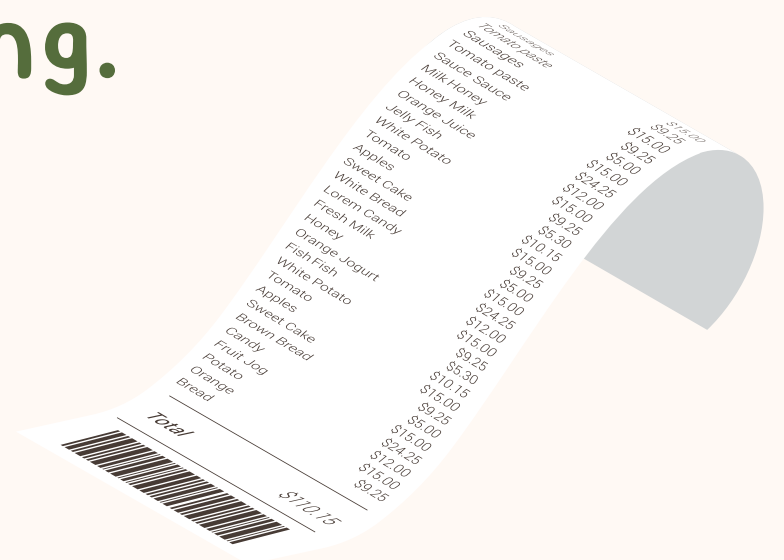 ng.
Sausages
Tomato paste
Sausages
Tomato paste
Sauce Sauce
Milk Honey
Honey Milk
Orange Juice
Jelly Fish
White Potato
Tomato
Apples
Sweet Cake
White Bread
Lorem Candy
Fresh Milk
Honey
Orange Jogurt
Fish Fish
White Potato
Tomato
Apples
Sweet Cake
Brown Bread
Candy
Fruit Jog
Potato
Orange
Bread
$15.00
$9.25
$15.00
$9.25
$5.00
$15.00
$24.25
$12.00
$15.00
$9.25
$5.30
$10.15
$15.00
$9.25
$5.00
$15.00
$24.25
$12.00
$15.00
$9.25
$5.30
$10.15
$15.00
$9.25
$5.00
$15.00
$24.25
$12.00
$15.00
$9.25
Total $110.15